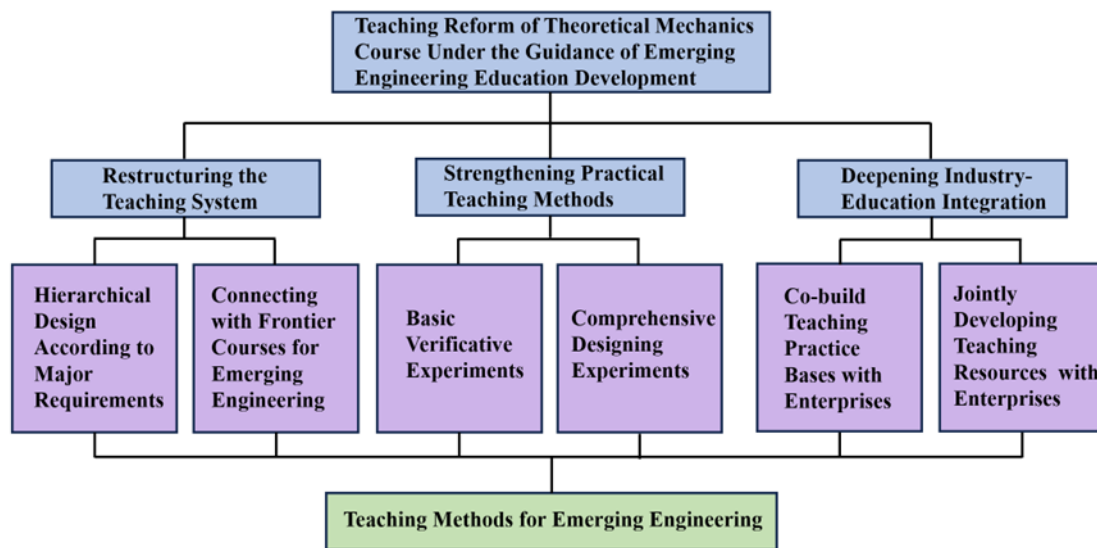 Teaching Reform of Theoretical Mechanics
Course Under the Guidance of Emerging
Engineering Education Development
Restructuring the
Teaching System
Strengthening Practical
Teaching Methods
Deepening Industry-
Education Integration
Hierarchical
Design
According to
Major
Requirements
Connecting
with Frontier
Courses for
Emerging
Engineering
Basic
Verificative
Experiments
Comprehensive
Designing
Experiments
Co-build
Teaching
Practice
Bases with
Enterprises
Jointly
Developing
Teaching
Resources with
Enterprises
Teaching Methods for Emerging Engineering